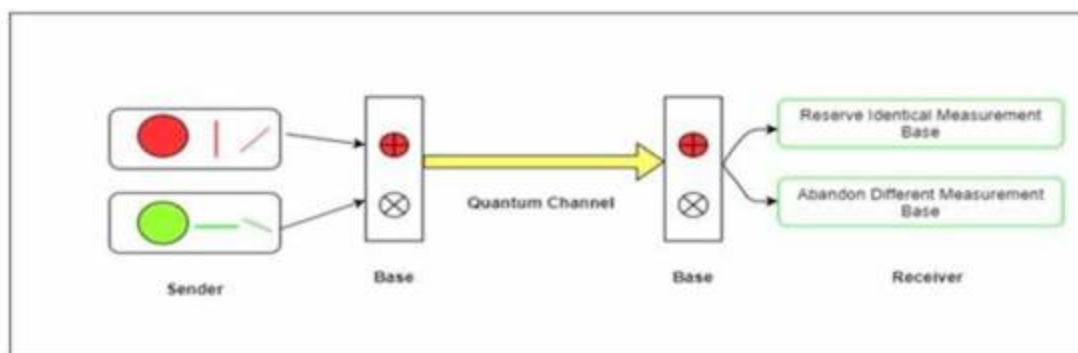 Reserve Identical Measurement
Base
Quantum Channel
Abandon Different Measurement
Base
Sender
Base
Base
Receiver